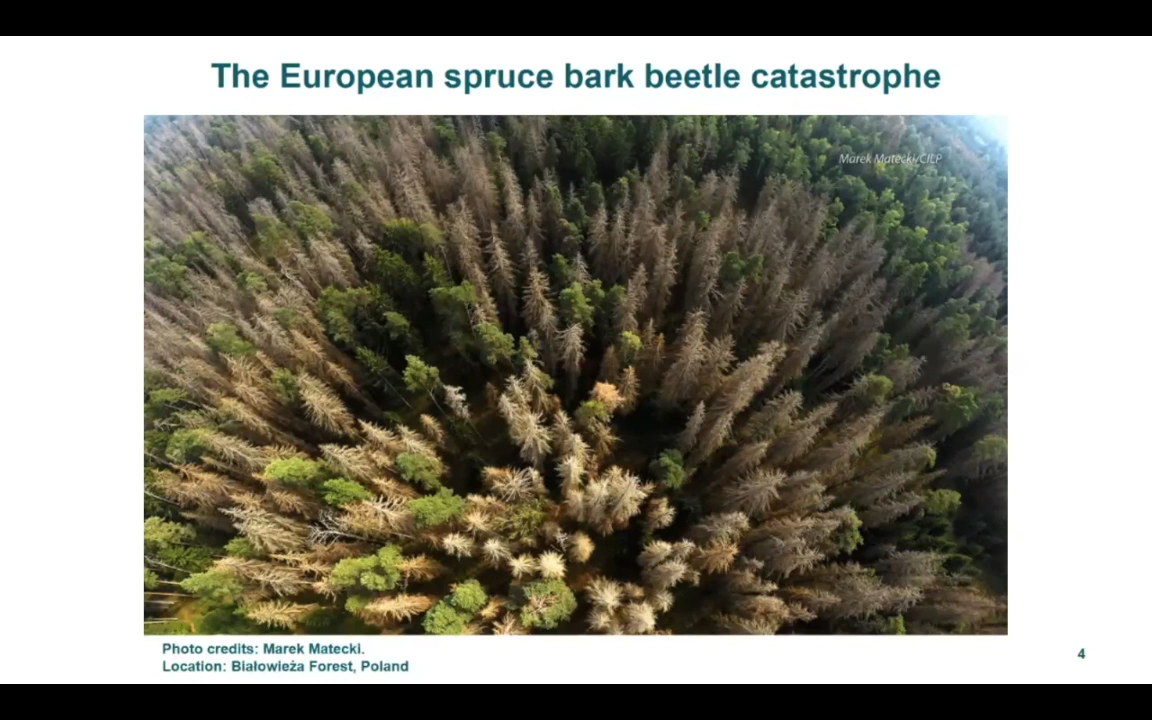 The European spruce bark beetle catastrophe
Marek Matecki/CILP
Photo credits: Marek Matecki.
Location: Białowieża Forest, Poland
4